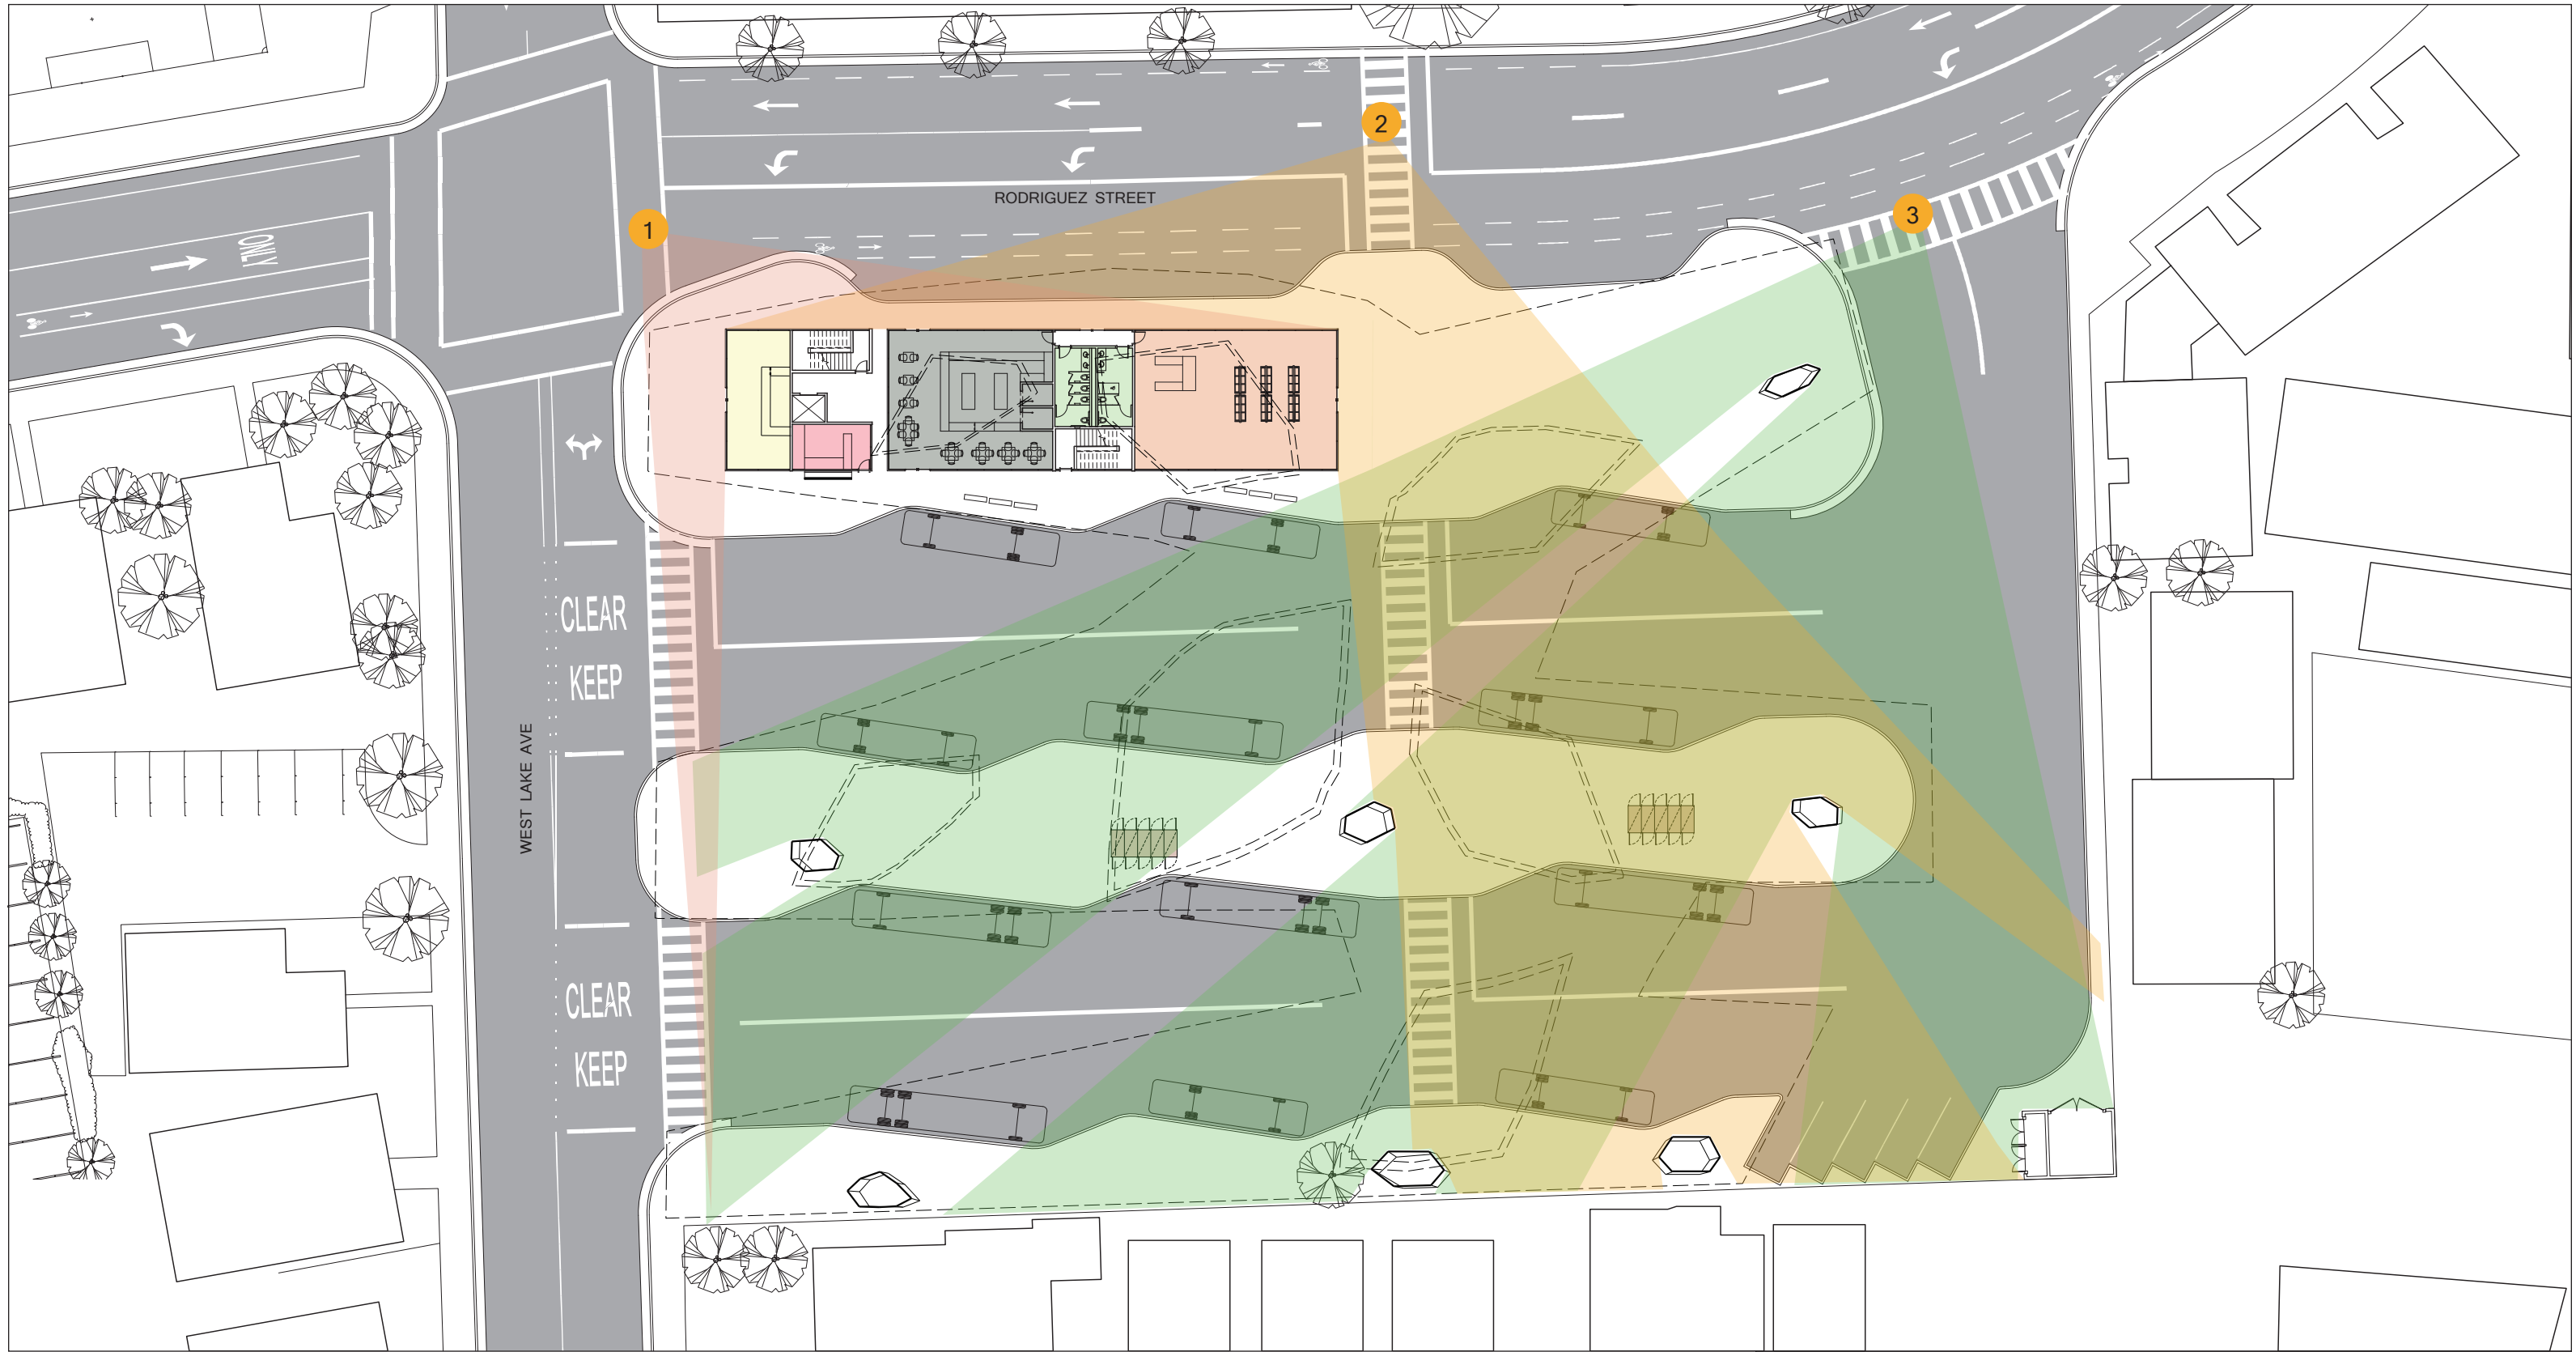 2
RODRIGUEZ STREET
3
1
ONLY
CLEAR
KEEP
WEST LAKE AVE
CLEAR
KEEP